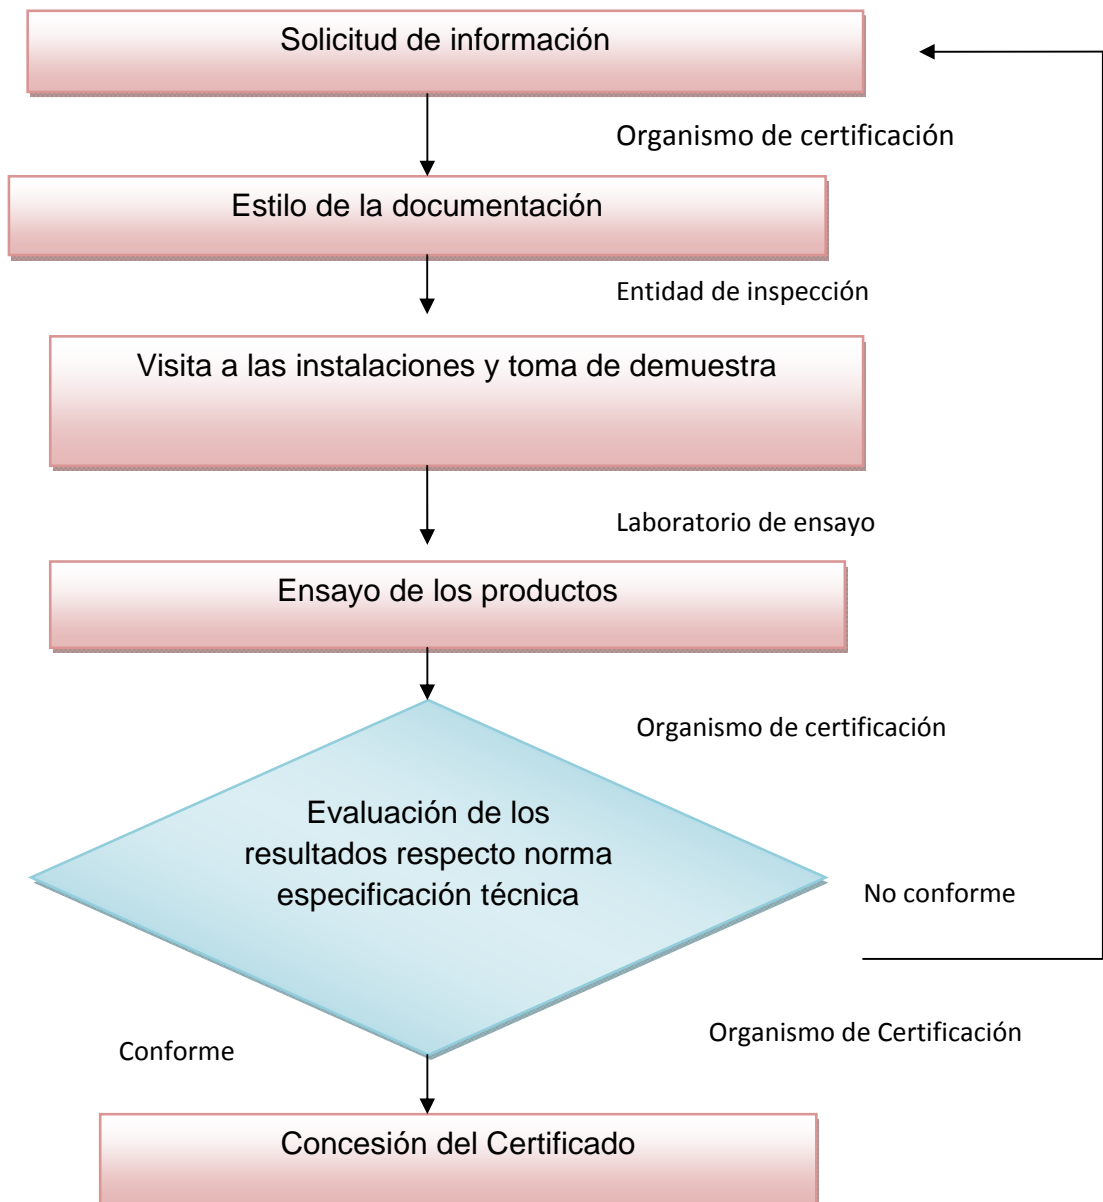 Solicitud de información
Organismo de certificación
Estilo de la documentación
Entidad de inspección
Visita a las instalaciones y toma de demuestra
Laboratorio de ensayo
Ensayo de los productos
Organismo de certificación
Evaluación de los
resultados respecto norma
especificación técnica
No conforme
Organismo de Certificación
Conforme
Concesión del Certificado